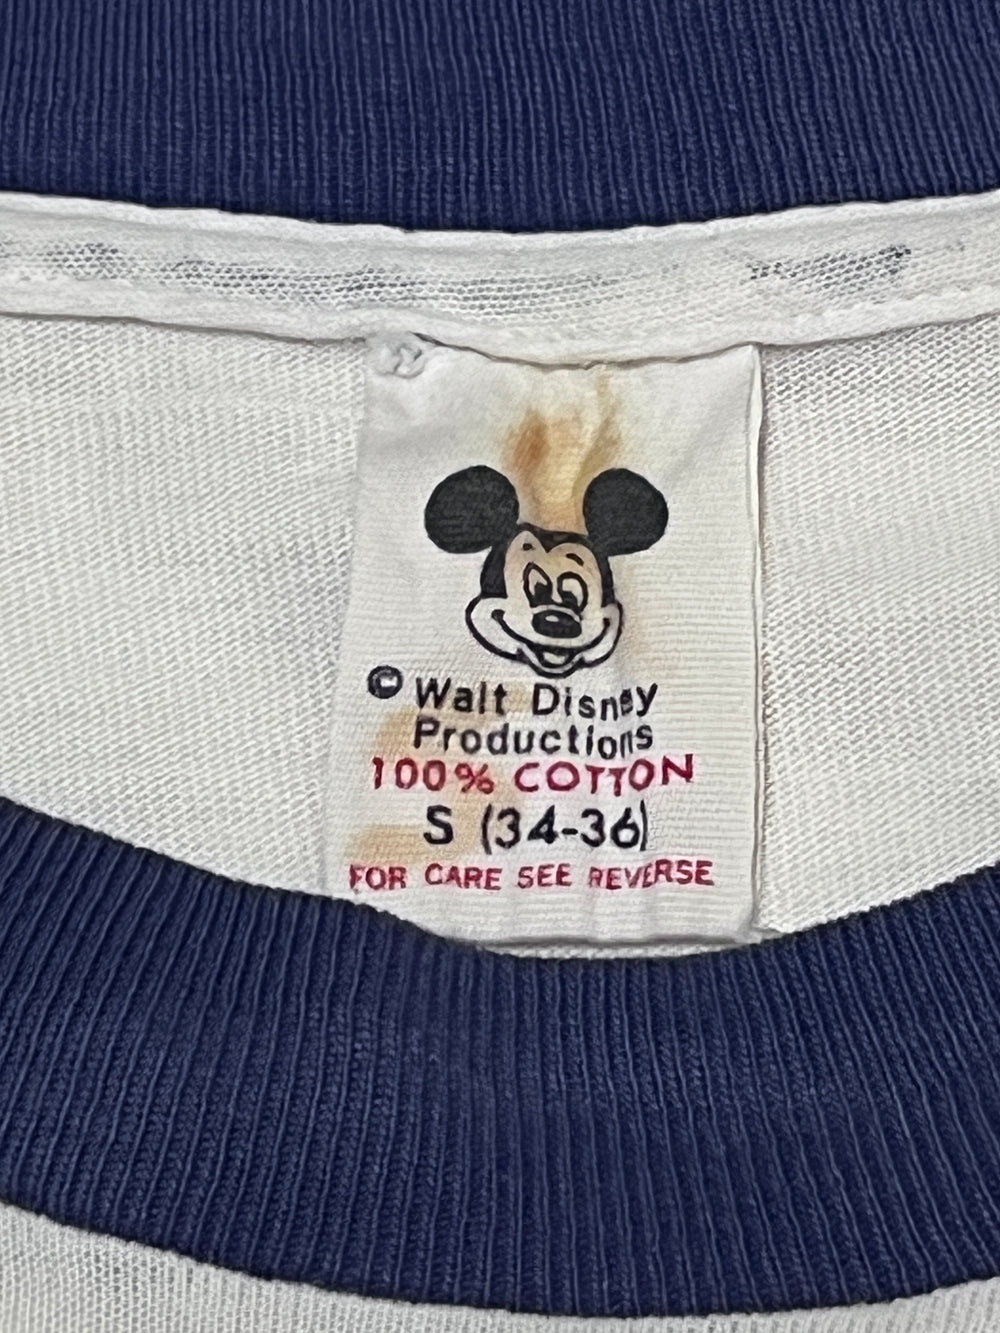 © Walt Disney
Productions
100% COTTON
S (34-36)
FOR CARE SEE REVERSE